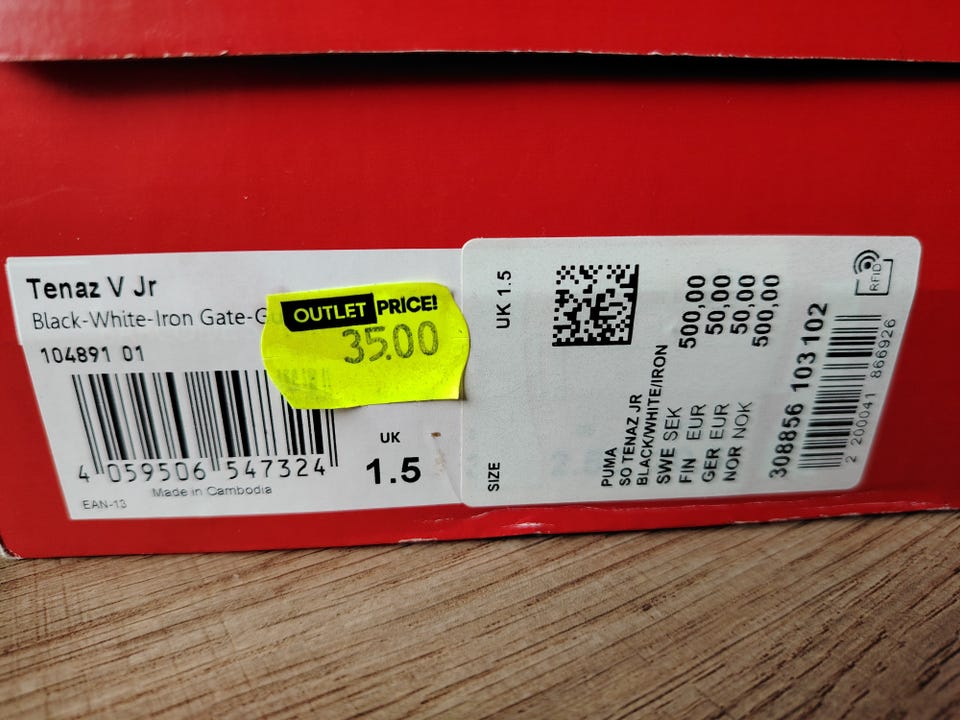 Tenaz V Jr
Black-White-Iron Gate-Gu
104891 01
4 059506 547324
Made in Cambodia
EAN-13
OUTLET PRICE!
35.00
UK
1.5
SIZE UK 1.5
PUMA
SO TENAZ JR
BLACK/WHITE/IRON
SWE SEK 500,00
FIN EUR 50,00
GER EUR 50,00
NOR NOK 500,00
308856 103 102
2 200041 866926
RFID